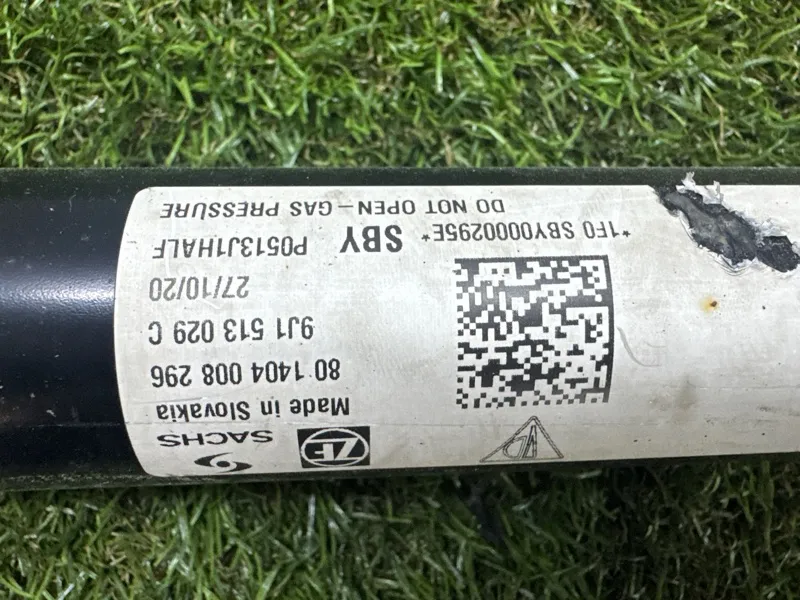 ZF SACHS
Made in Slovakia
80 1404 008 296
9J1 513 029 C
27/10/20
*1F0 SBY0000295E* SBY P0513J1HALF
DO NOT OPEN - GAS PRESSURE